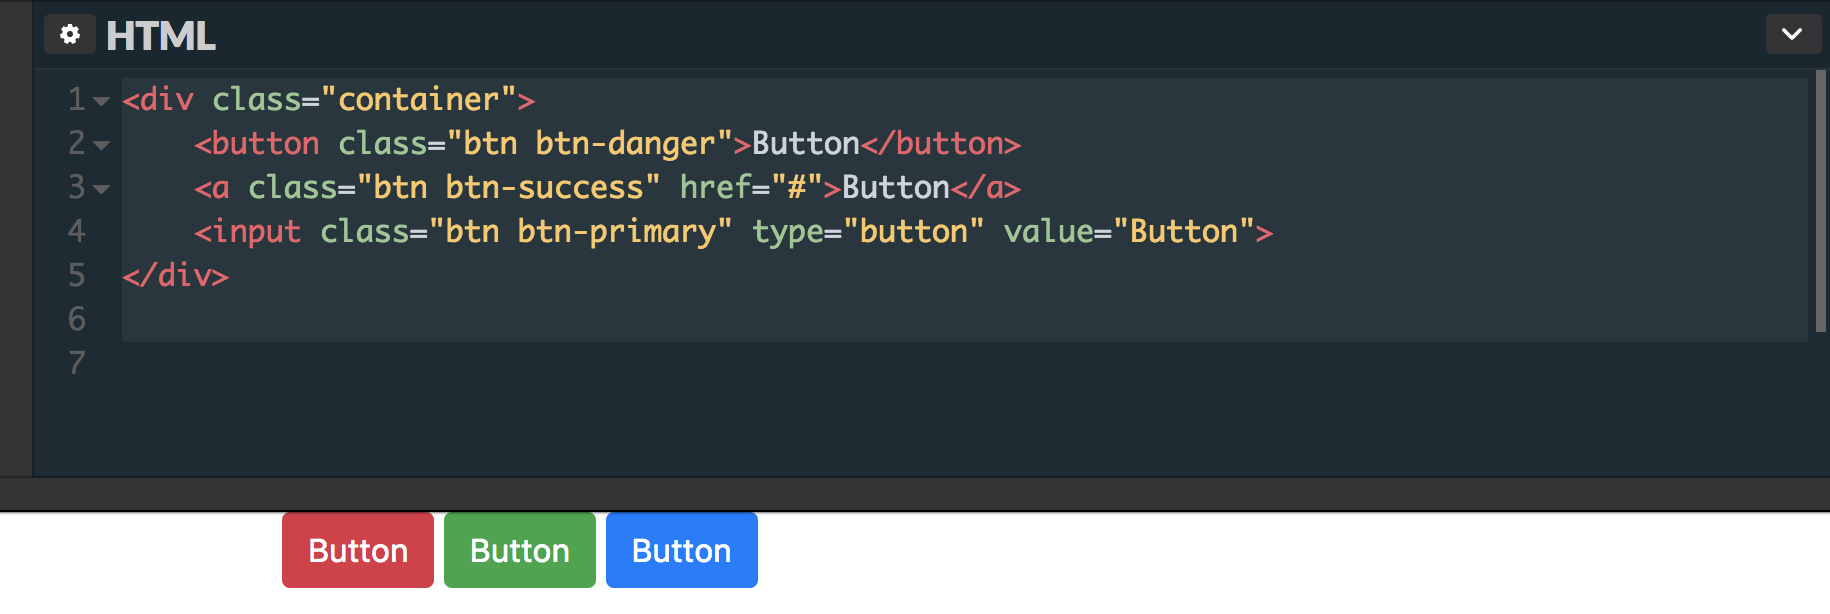 HTML
1 <div class="container">
2     <button class="btn btn-danger">Button</button>
3     <a class="btn btn-success" href="#">Button</a>
4     <input class="btn btn-primary" type="button" value="Button">
5 </div>
6
7
Button Button Button